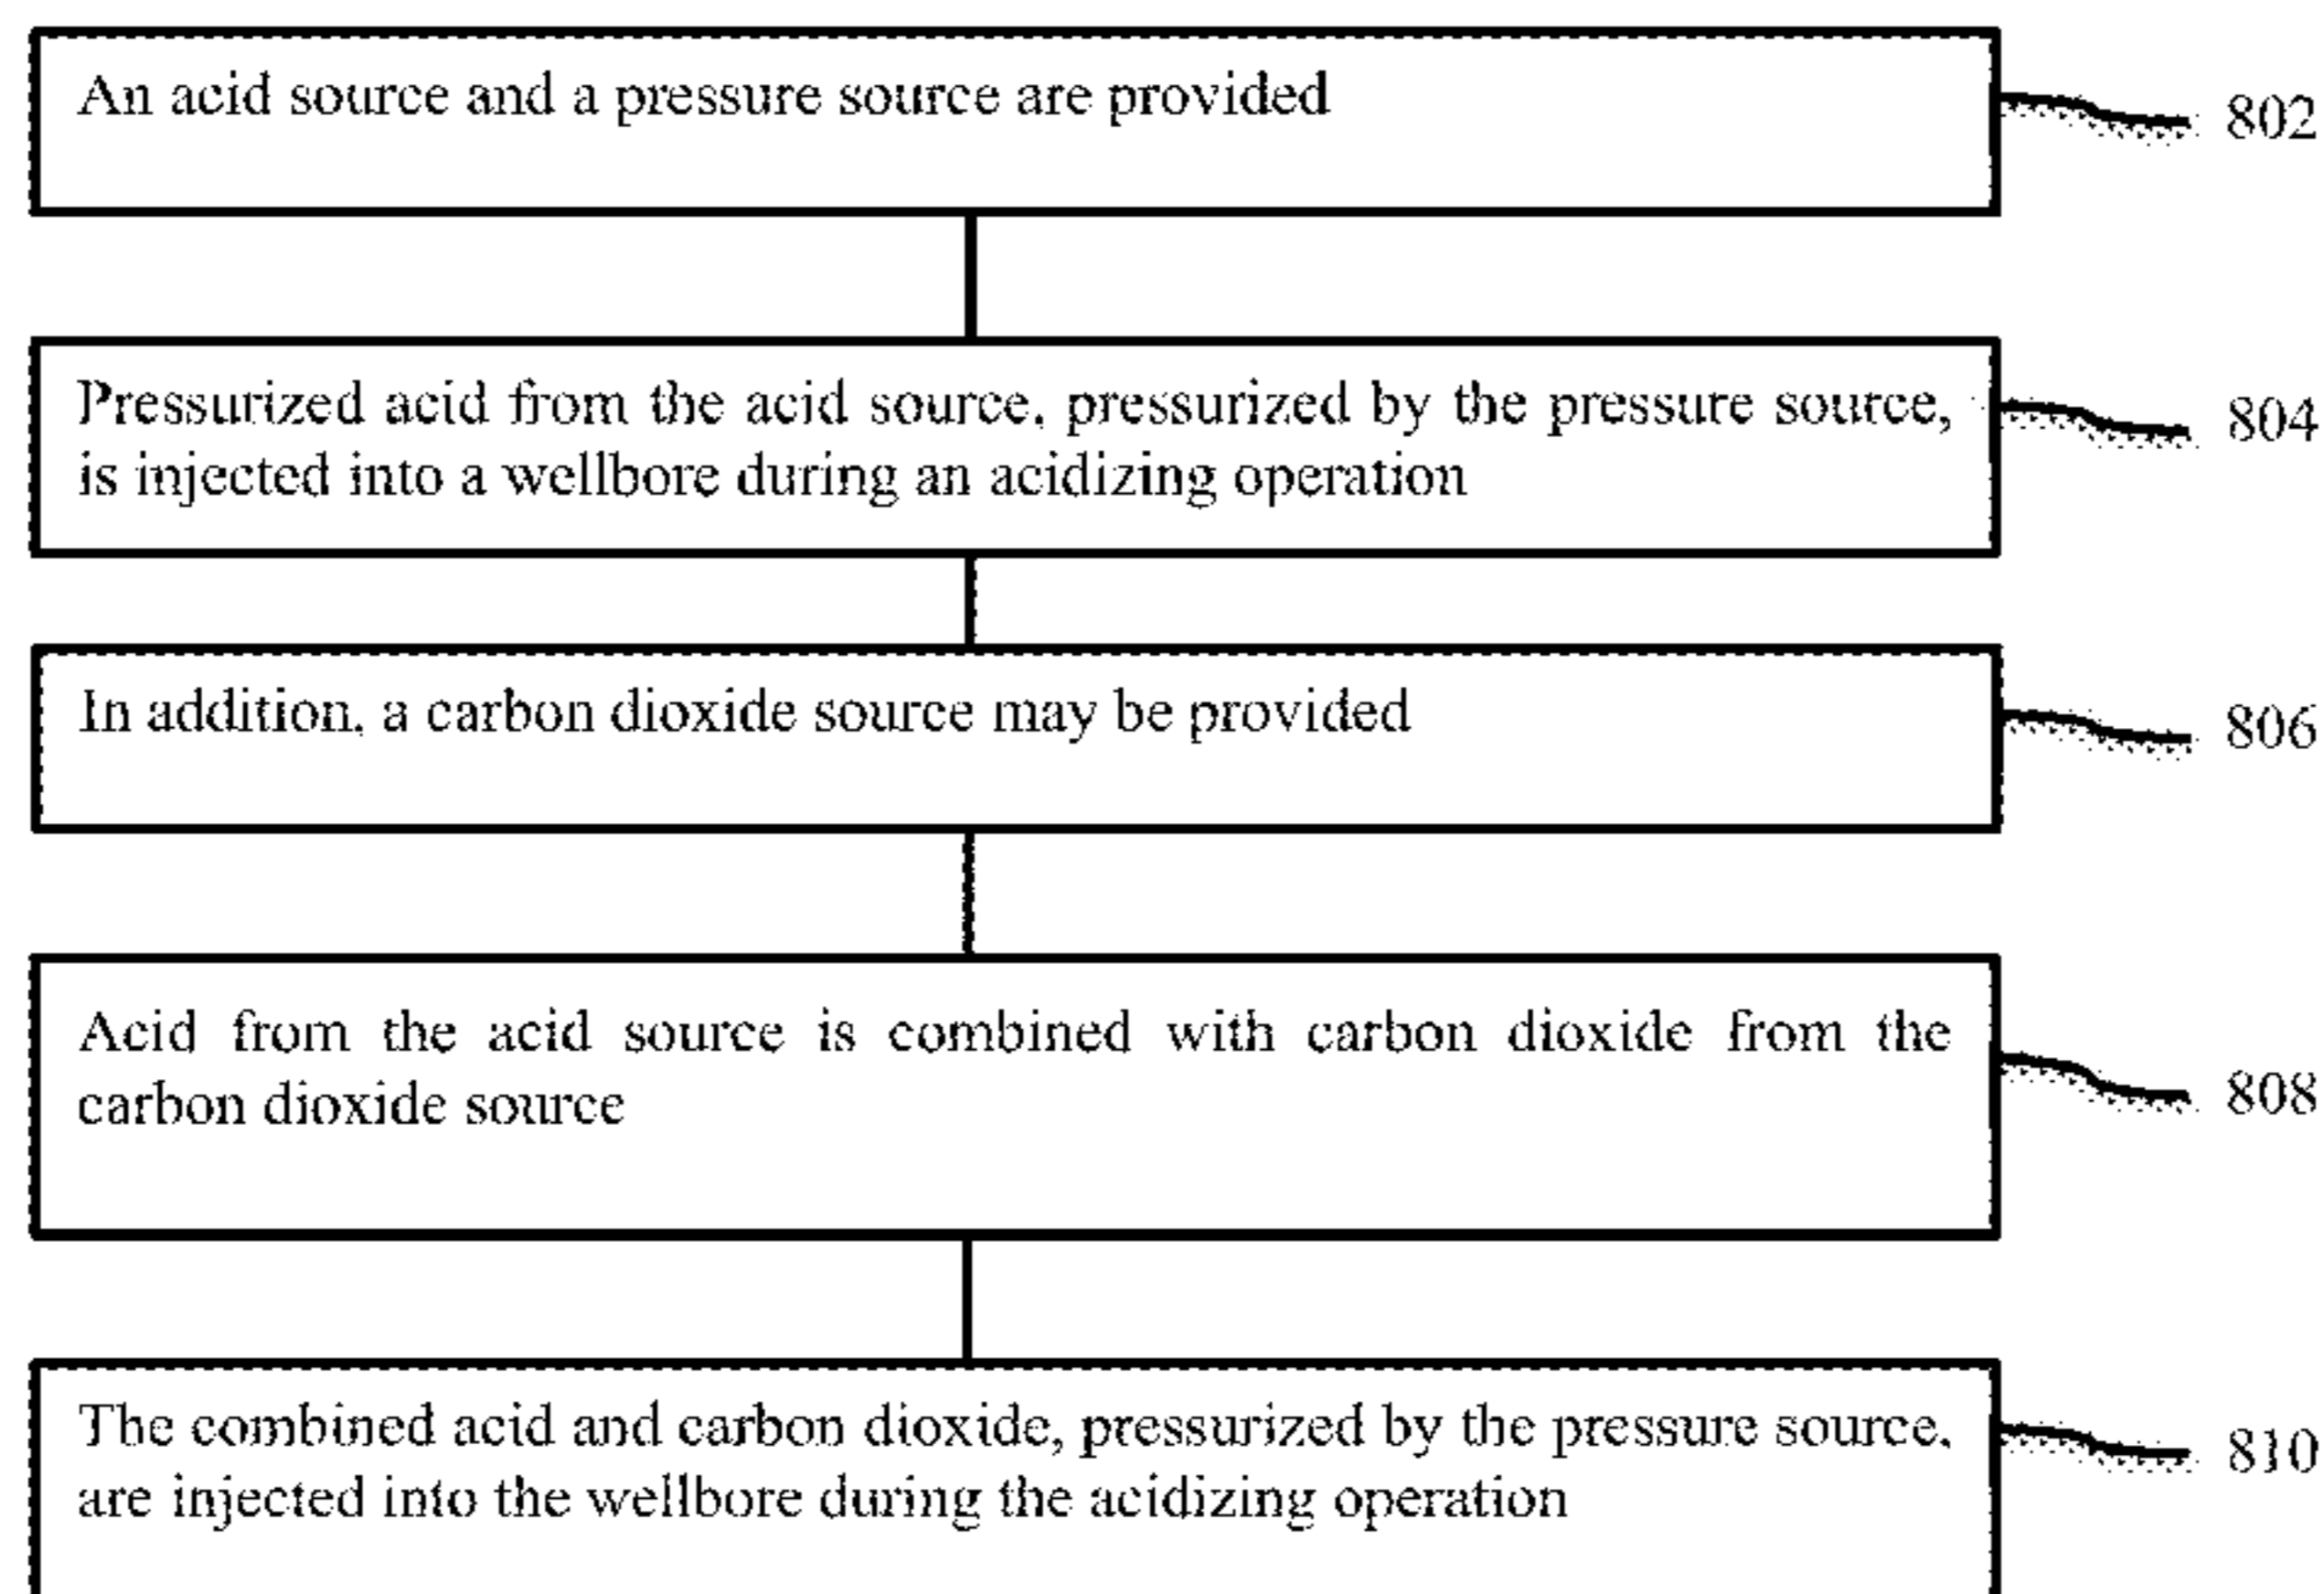 An acid source and a pressure source are provided
802
Pressurized acid from the acid source, pressurized by the pressure source,
is injected into a wellbore during an acidizing operation
804
In addition, a carbon dioxide source may be provided
806
Acid from the acid source is combined with carbon dioxide from the
carbon dioxide source
808
The combined acid and carbon dioxide, pressurized by the pressure source,
are injected into the wellbore during the acidizing operation
810